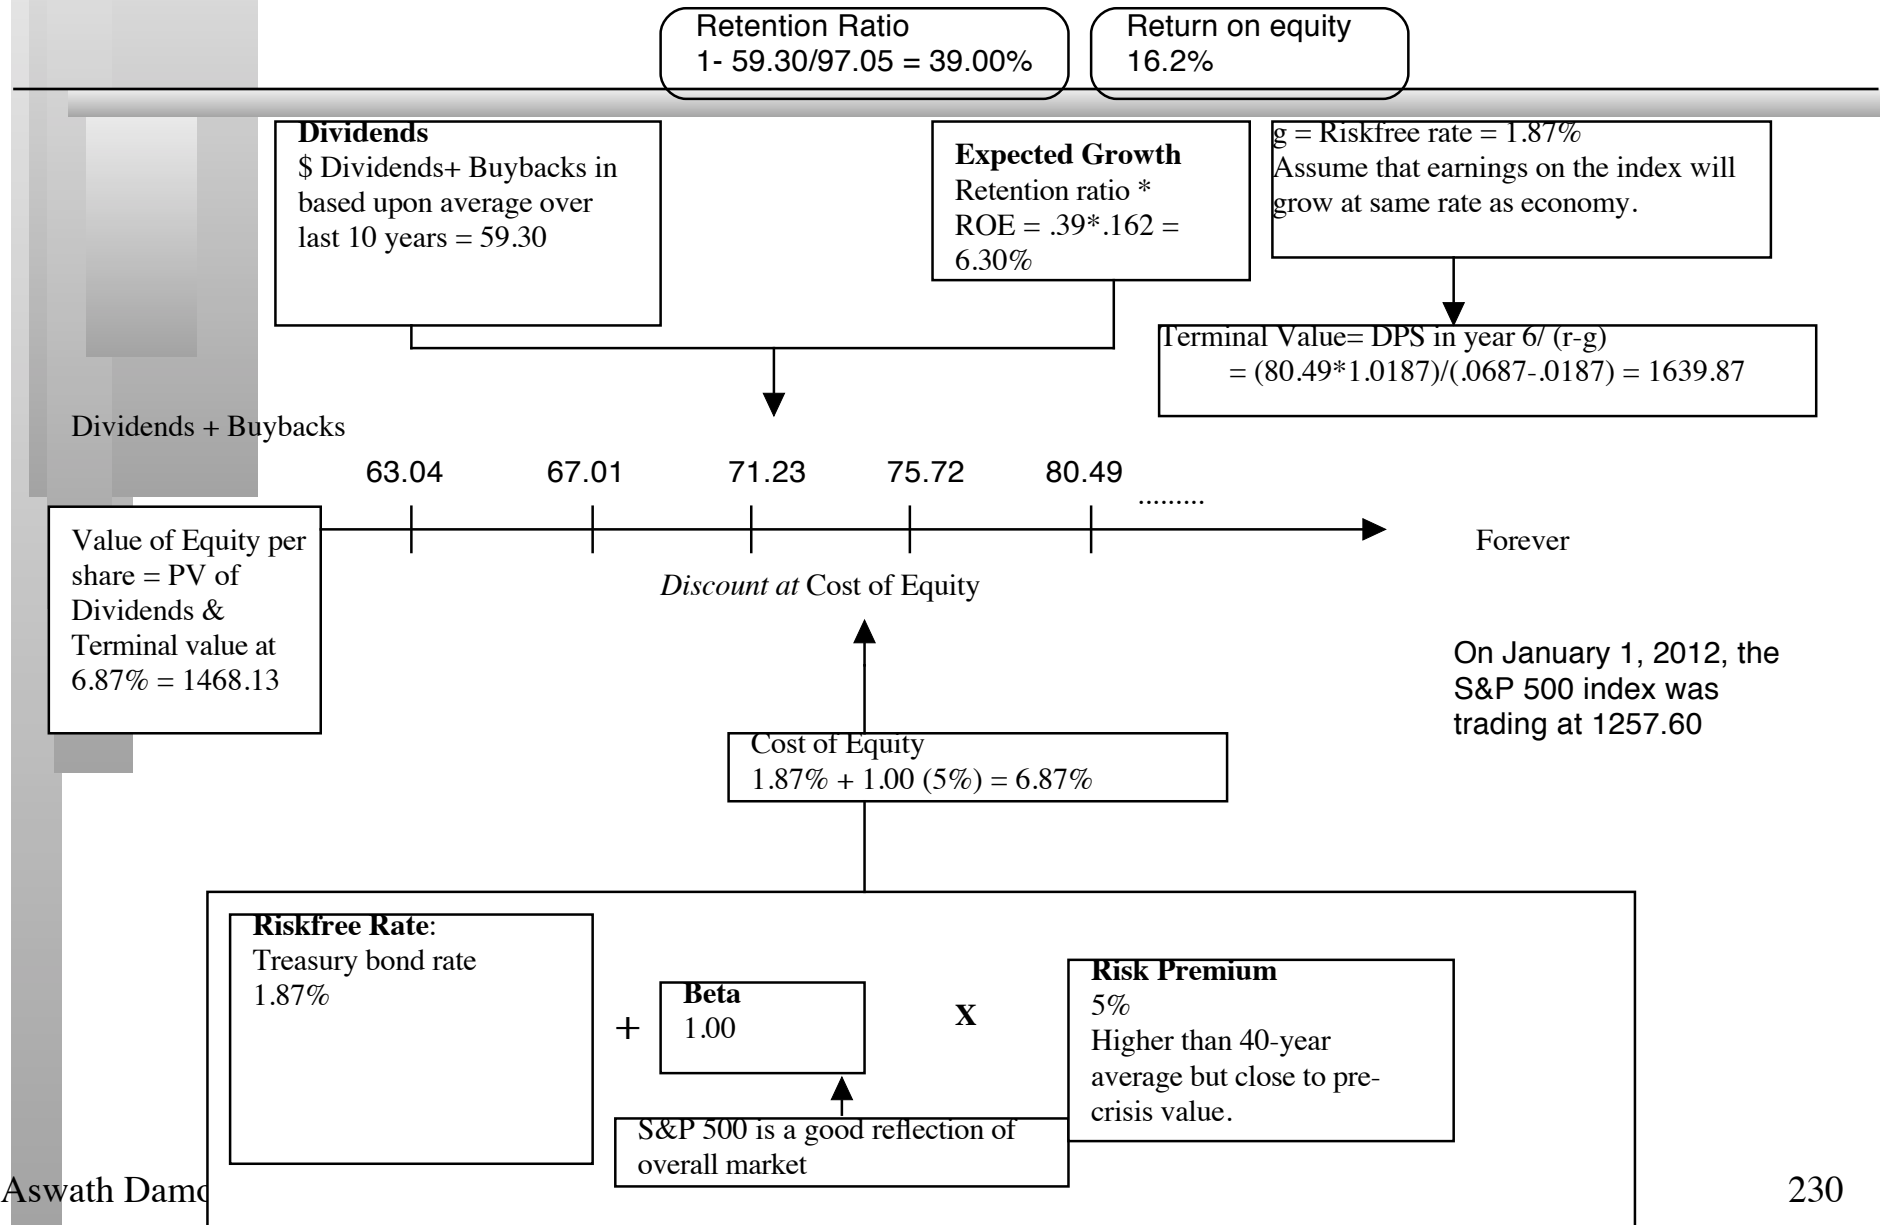 Retention Ratio
1- 59.30/97.05 = 39.00%
Return on equity
16.2%
Dividends
$ Dividends+ Buybacks in
based upon average over
last 10 years = 59.30
Expected Growth
Retention ratio *
ROE = .39*.162 =
6.30%
g = Riskfree rate = 1.87%
Assume that earnings on the index will
grow at same rate as economy.
Terminal Value= DPS in year 6/ (r-g)
= (80.49*1.0187)/(.0687-.0187) = 1639.87
Dividends + Buybacks
63.04 67.01 71.23 75.72 80.49 .........
Value of Equity per
share = PV of
Dividends &
Terminal value at
6.87% = 1468.13
Forever
Discount at Cost of Equity
On January 1, 2012, the
S&P 500 index was
trading at 1257.60
Cost of Equity
1.87% + 1.00 (5%) = 6.87%
Riskfree Rate:
Treasury bond rate
1.87%
+
Beta
1.00
X
Risk Premium
5%
Higher than 40-year
average but close to pre-
crisis value.
S&P 500 is a good reflection of
overall market
Aswath Damo
230